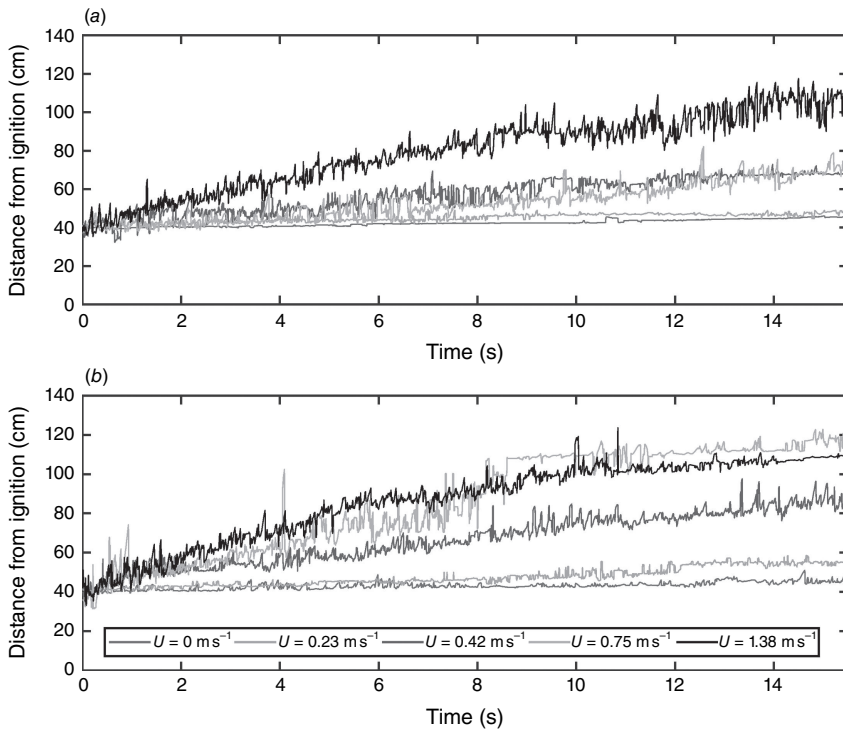 (a)
140
120
100
80
60
40
20
0
Distance from ignition (cm)
0 2 4 6 8 10 12 14
Time (s)
(b)
140
120
100
80
60
40
20
0
Distance from ignition (cm)
U = 0 m s⁻¹ U = 0.23 m s⁻¹ U = 0.42 m s⁻¹ U = 0.75 m s⁻¹ U = 1.38 m s⁻¹
0 2 4 6 8 10 12 14
Time (s)